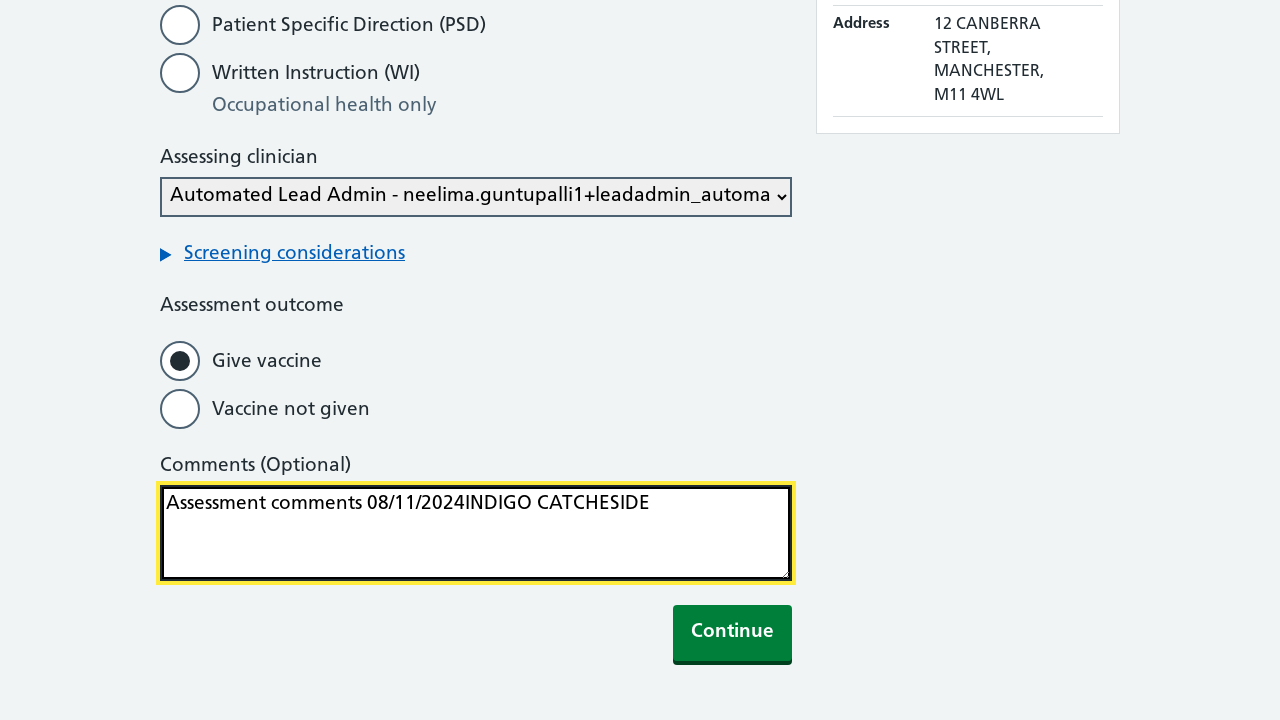 Patient Specific Direction (PSD)
Written Instruction (WI)
Occupational health only
Assessing clinician
Automated Lead Admin - neelima.guntupalli1+leadadmin_automa
Screening considerations
Assessment outcome
Give vaccine
Vaccine not given
Comments (Optional)
Assessment comments 08/11/2024INDIGO CATCHESIDE
Continue
Address
12 CANBERRA
STREET,
MANCHESTER,
M11 4WL